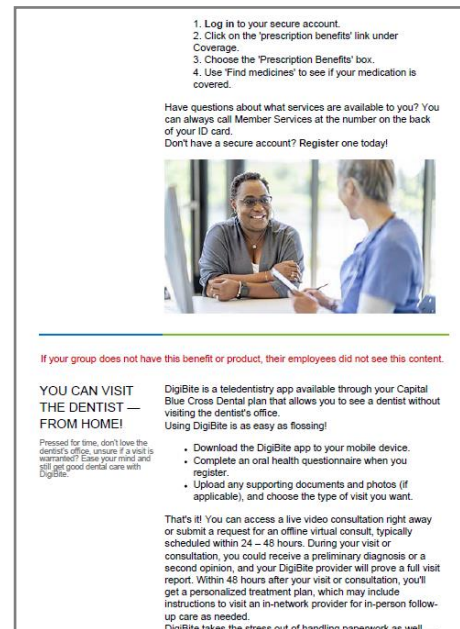 1. Log in to your secure account.
2. Click on the 'prescription benefits' link under
Coverage.
3. Choose the 'Prescription Benefits' box.
4. Use 'Find medicines' to see if your medication is
covered.
Have questions about what services are available to you? You
can always call Member Services at the number on the back
of your ID card.
Don't have a secure account? Register one today!
If your group does not have this benefit or product, their employees did not see this content.
YOU CAN VISIT
THE DENTIST —
FROM HOME!
Pressed for time, don't love the
dentist's office, unsure if a visit is
warranted? Ease your mind and
still get good dental care with
DigiBite.
DigiBite is a teledentistry app available through your Capital
Blue Cross Dental plan that allows you to see a dentist without
visiting the dentist's office.
Using DigiBite is as easy as flossing!
• Download the DigiBite app to your mobile device.
• Complete an oral health questionnaire when you
register.
• Upload any supporting documents and photos (if
applicable), and choose the type of visit you want.
That's it! You can access a live video consultation right away
or submit a request for an offline virtual consult, typically
scheduled within 24 – 48 hours. During your visit or
consultation, you could receive a preliminary diagnosis or a
second opinion, and your DigiBite provider will prove a full visit
report. Within 48 hours after your visit or consultation, you'll
get a personalized treatment plan, which may include
instructions to visit an in-network provider for in-person follow-
up care as needed.
DigiBite takes the stress out of handling paperwork as well